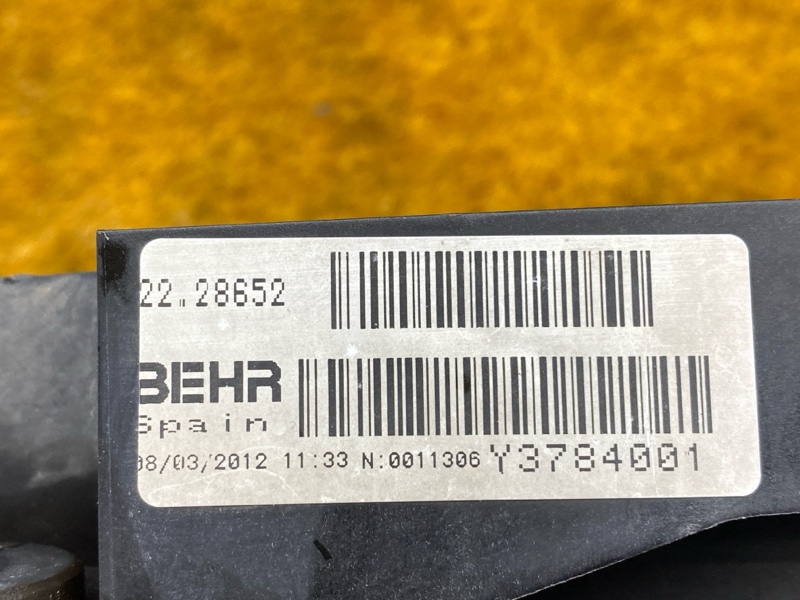 22.28652
BEHR
Spain
08/03/2012 11:33 N:0011306 Y3784001